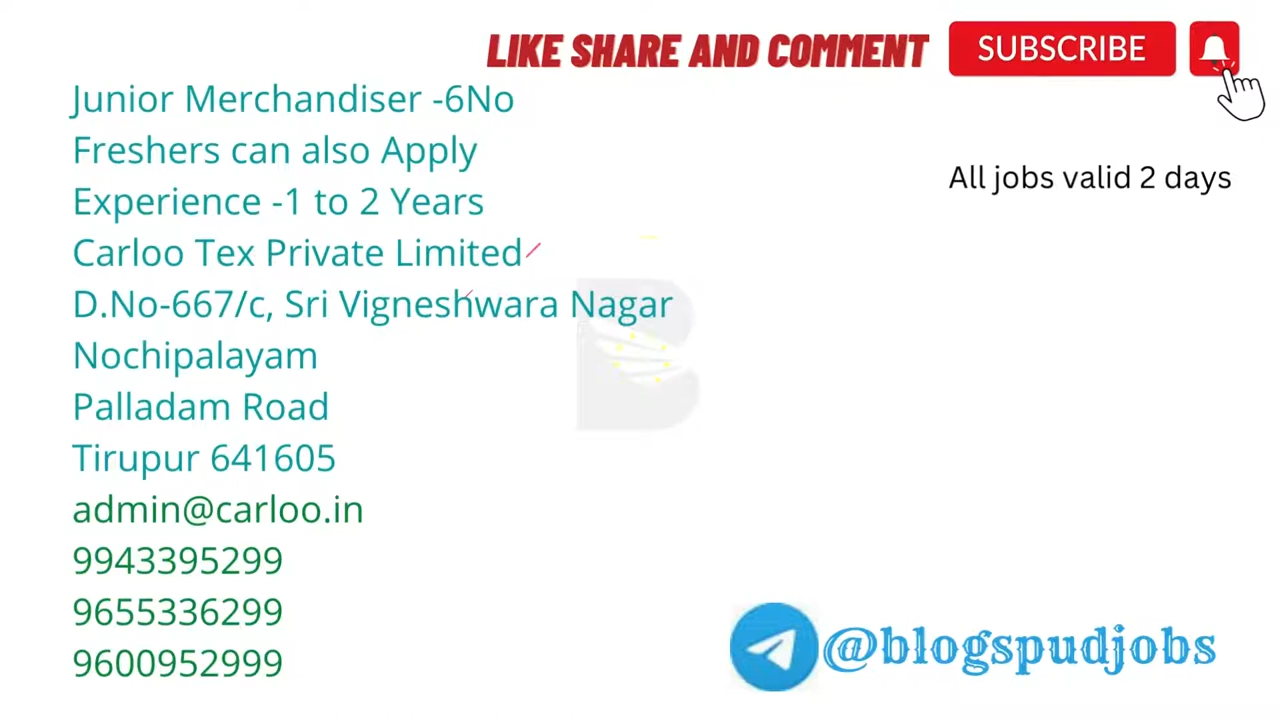 LIKE SHARE AND COMMENT
SUBSCRIBE
Junior Merchandiser -6No
Freshers can also Apply
All jobs valid 2 days
Experience -1 to 2 Years
Carloo Tex Private Limited
D.No-667/c, Sri Vigneshwara Nagar
Nochipalayam
Palladam Road
Tirupur 641605
admin@carloo.in
9943395299
9655336299
9600952999
@blogspudjobs